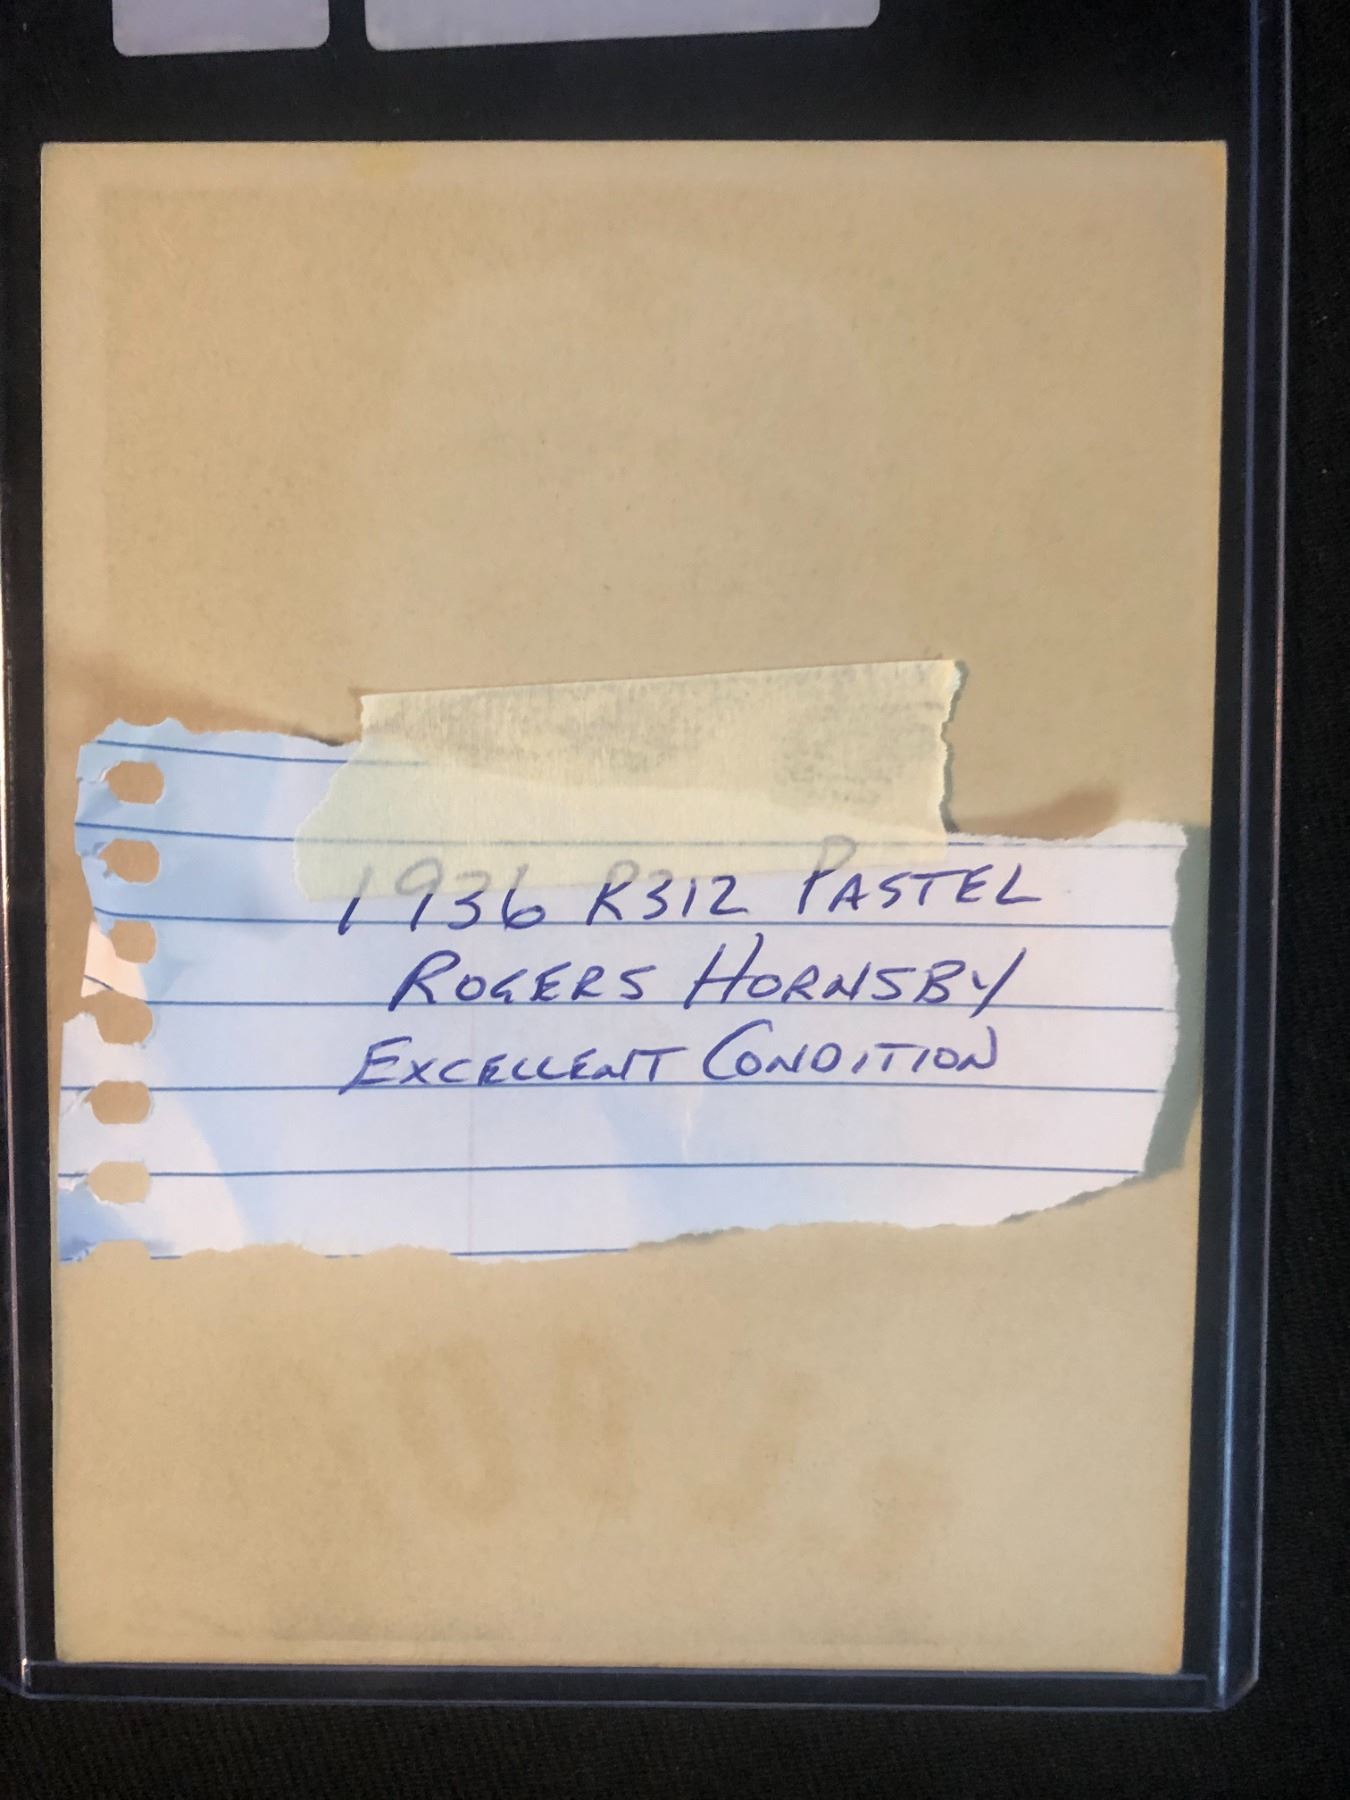 1936 R312 PASTEL
ROGERS HORNSBY
EXCELLENT CONDITION